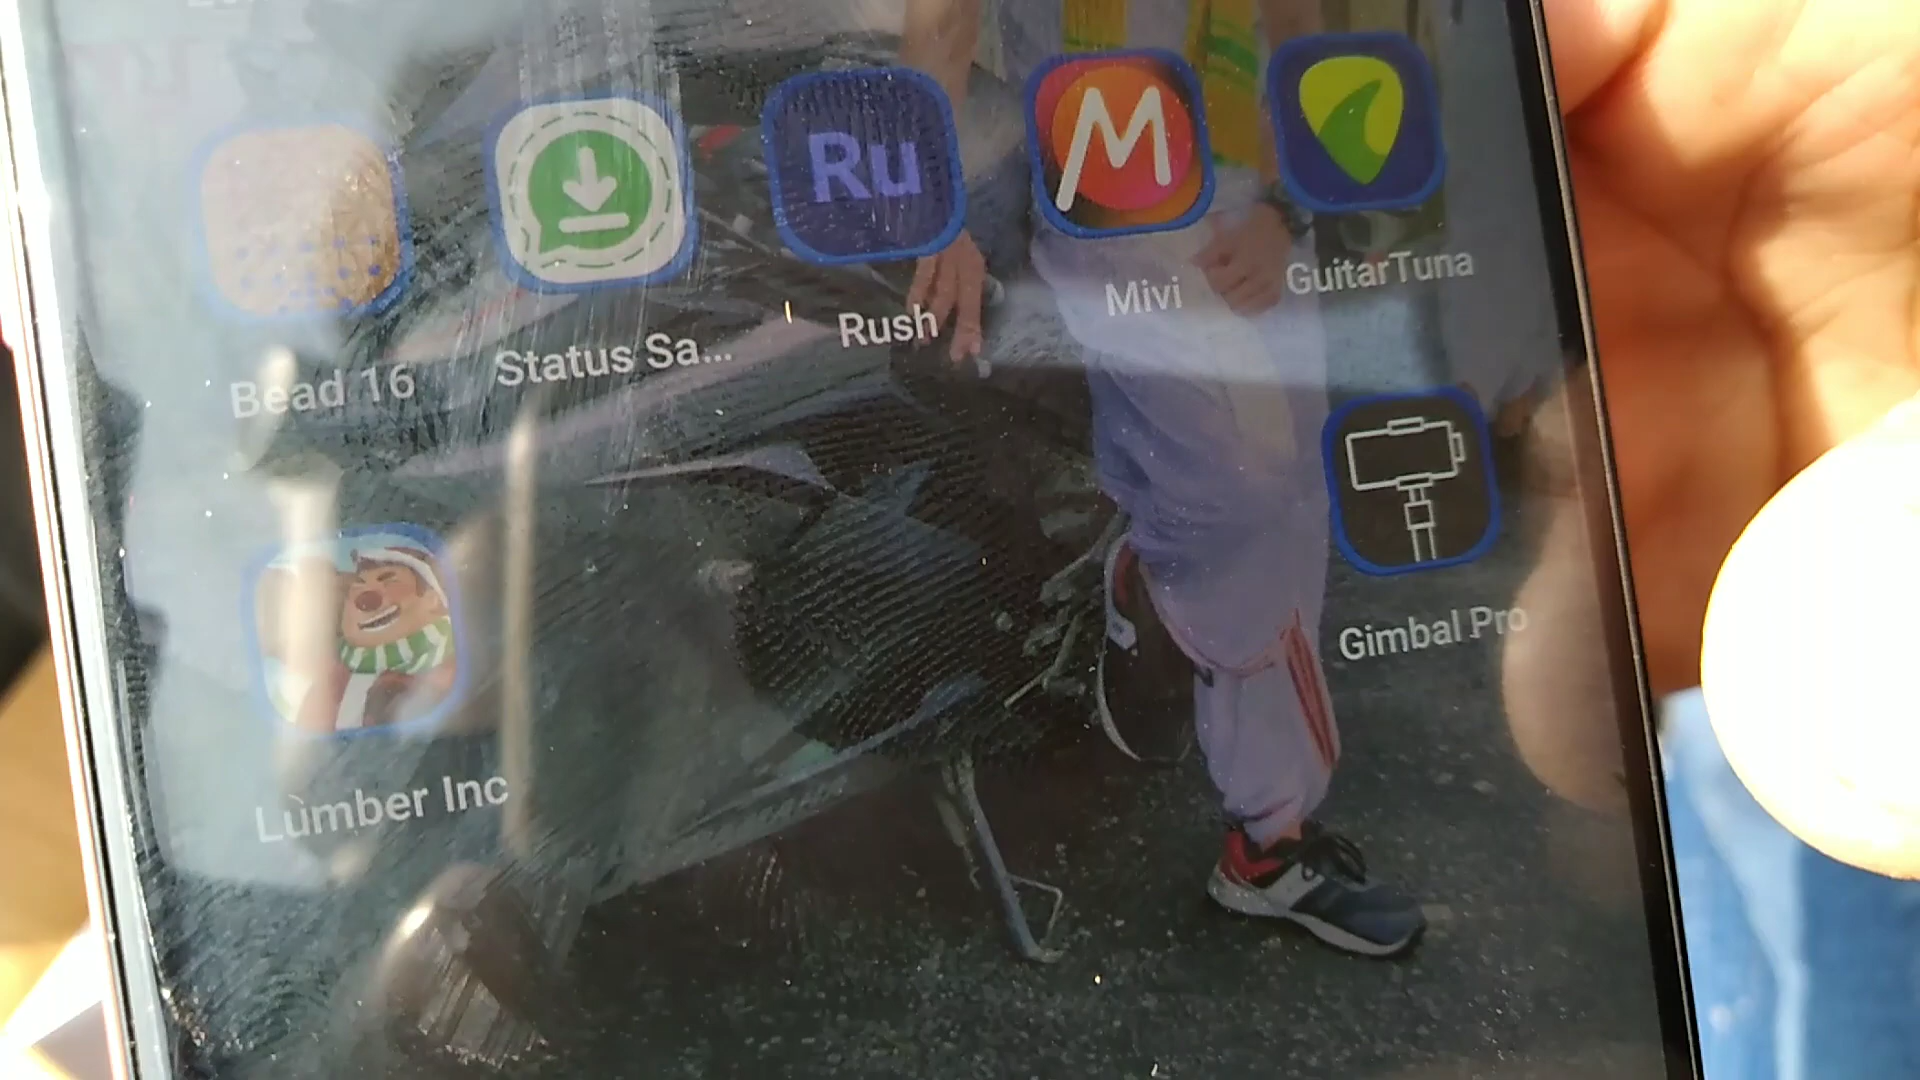 Ru
M
Bead 16
Status Sa...
Rush
Mivi
GuitarTuna
Gimbal Pro
Lumber Inc